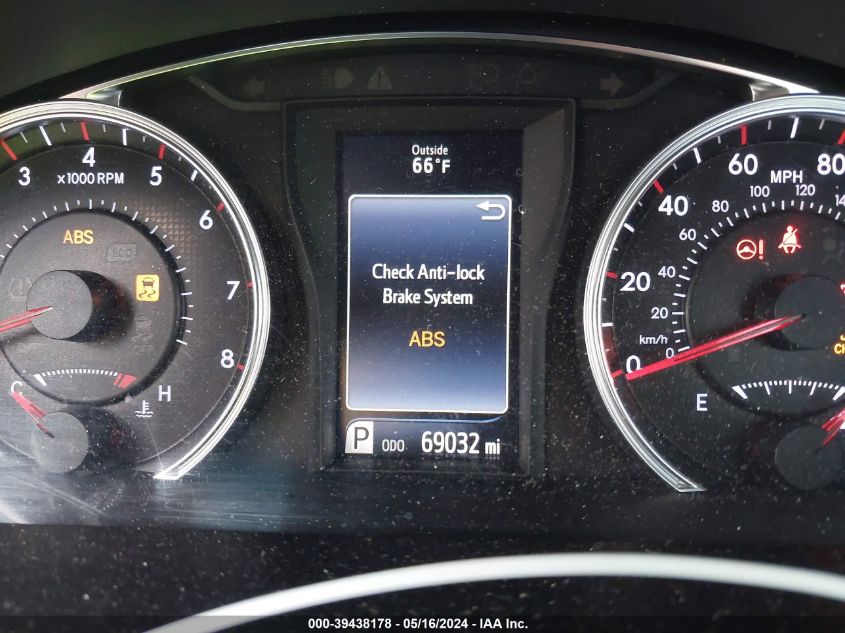 Outside
66°F
Check Anti-lock
Brake System
ABS
P ODO 69032 mi
3 4 5 6 7 8
x1000 RPM
ABS
ECO
C H
0 20 40 60 80
MPH
0 20 40 60 80 100 120
km/h
E
000-39438178 - 05/16/2024 - IAA Inc.